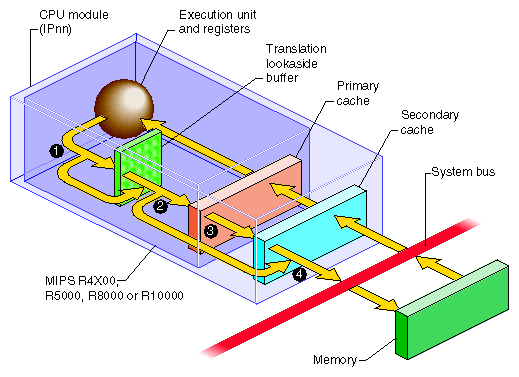 CPU module
(IPnn)
Execution unit
and registers
Translation
lookaside
buffer
Primary
cache
Secondary
cache
System bus
1
2
3
4
MIPS R4X00,
R5000, R8000 or R10000
Memory